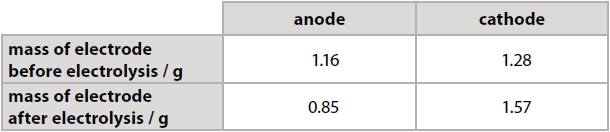 anode cathode
mass of electrode
before electrolysis / g 1.16 1.28
mass of electrode
after electrolysis / g 0.85 1.57